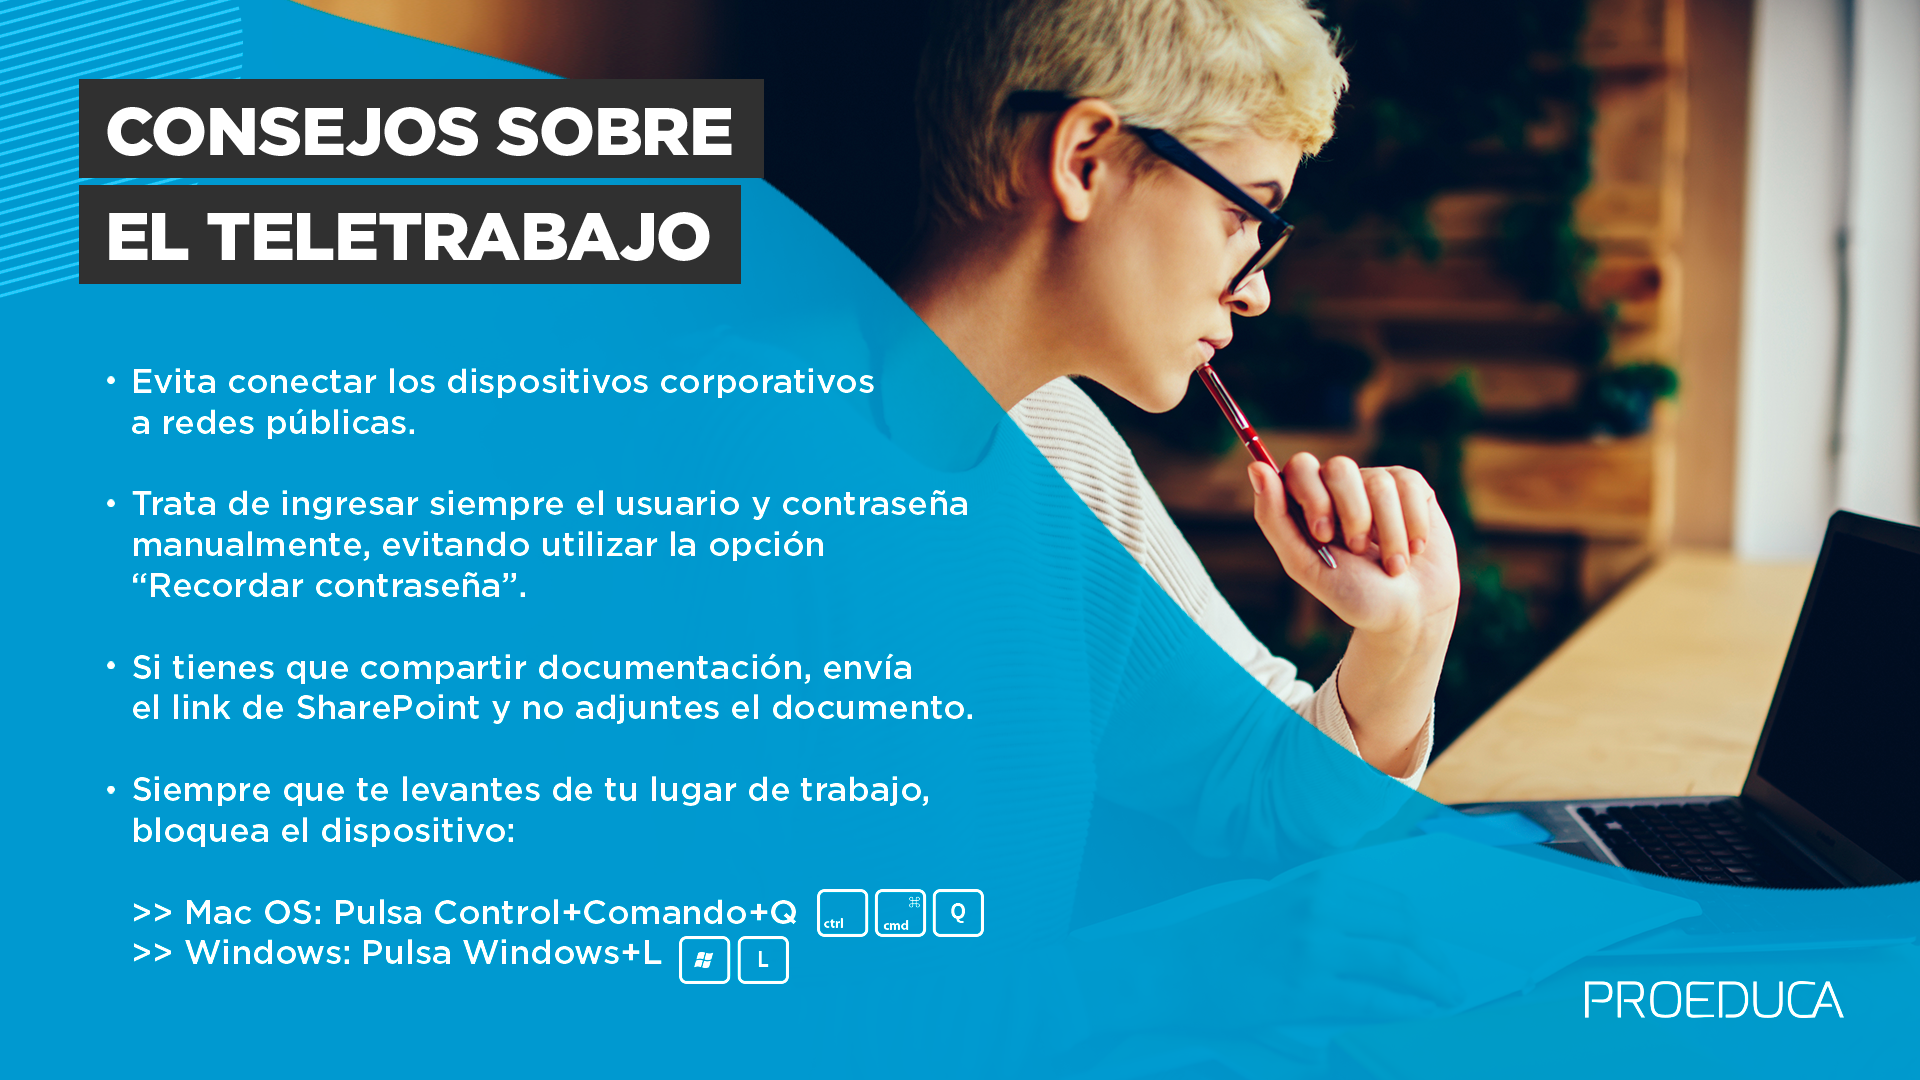 CONSEJOS SOBRE
EL TELETRABAJO
• Evita conectar los dispositivos corporativos
a redes públicas.
• Trata de ingresar siempre el usuario y contraseña
manualmente, evitando utilizar la opción
“Recordar contraseña”.
• Si tienes que compartir documentación, envía
el link de SharePoint y no adjuntes el documento.
• Siempre que te levantes de tu lugar de trabajo,
bloquea el dispositivo:
>> Mac OS: Pulsa Control+Comando+Q ctrl ⌘ cmd Q
>> Windows: Pulsa Windows+L L
PROEDUCA